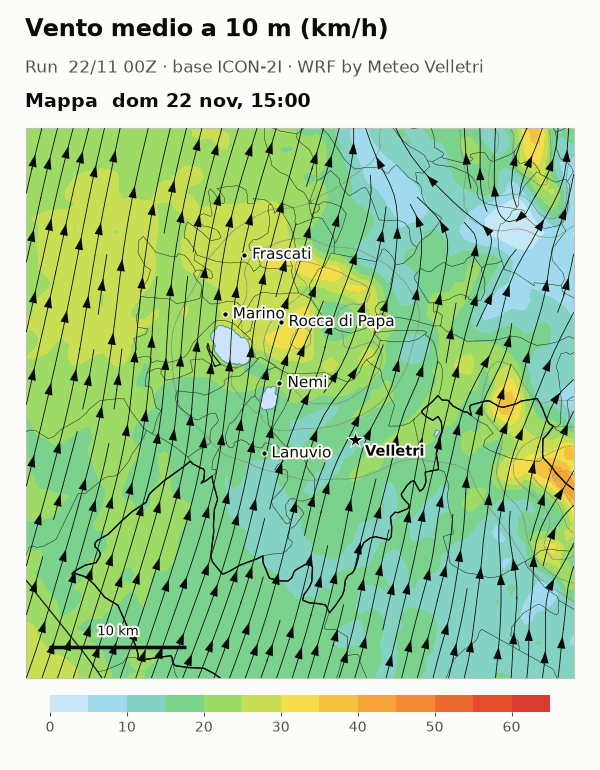 Vento medio a 10 m (km/h)
Run  22/11 00Z · base ICON-2I · WRF by Meteo Velletri
Mappa  dom 22 nov, 15:00
Frascati
Marino
Rocca di Papa
Nemi
Velletri
Lanuvio
10 km
0 10 20 30 40 50 60